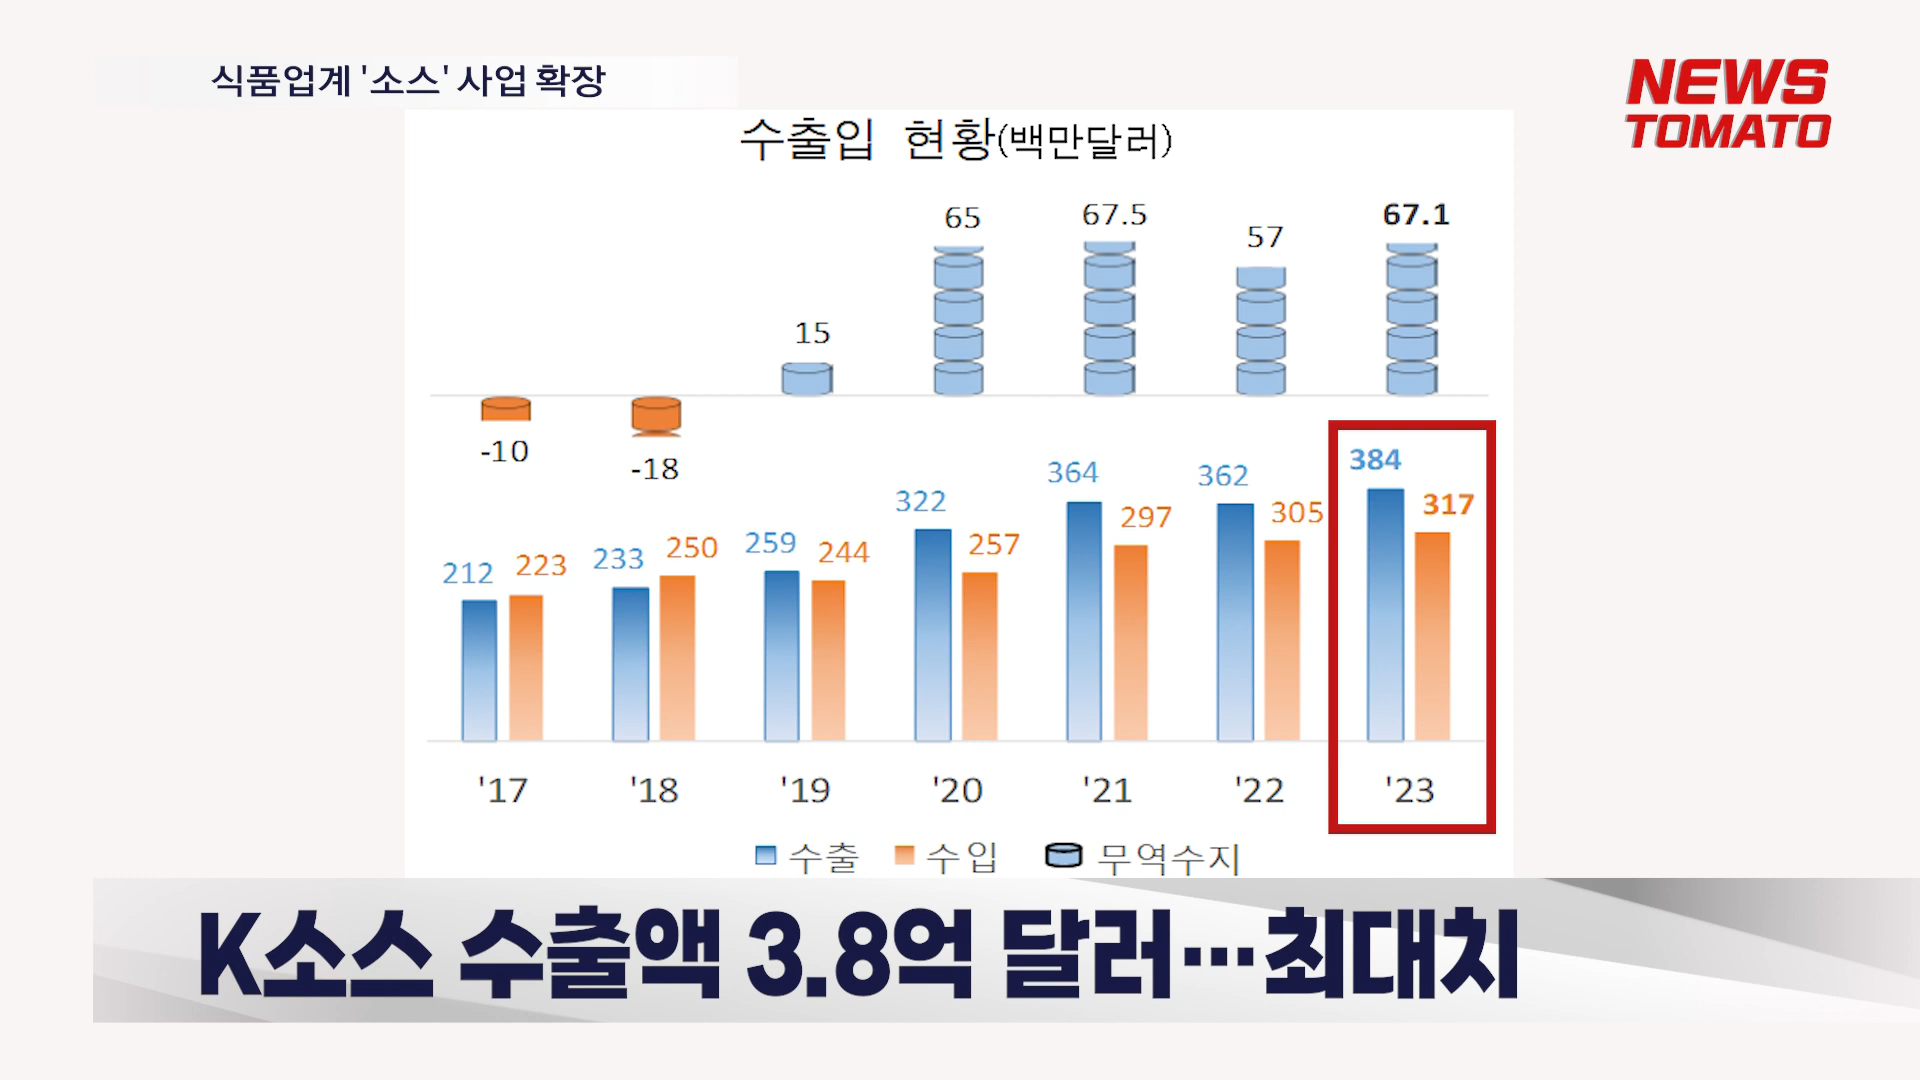 식품업계 '소스' 사업 확장
NEWS
TOMATO
수출입 현황(백만달러)
65 67.5 57 67.1
15
-10 -18
212 223 233 250 259 244 322 257 364 297 362 305 384 317
'17 '18 '19 '20 '21 '22 '23
수출 수입 무역수지
K소스 수출액 3.8억 달러…최대치